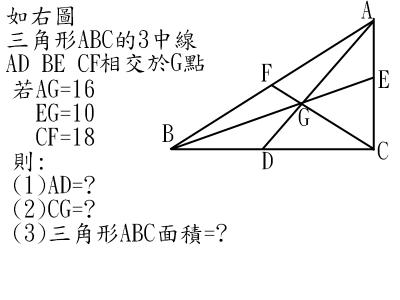 如右圖
三角形ABC的3中線
AD BE CF相交於G點
若AG=16
EG=10
CF=18
則:
(1)AD=?
(2)CG=?
(3)三角形ABC面積=?
A
F
E
G
B
D
C